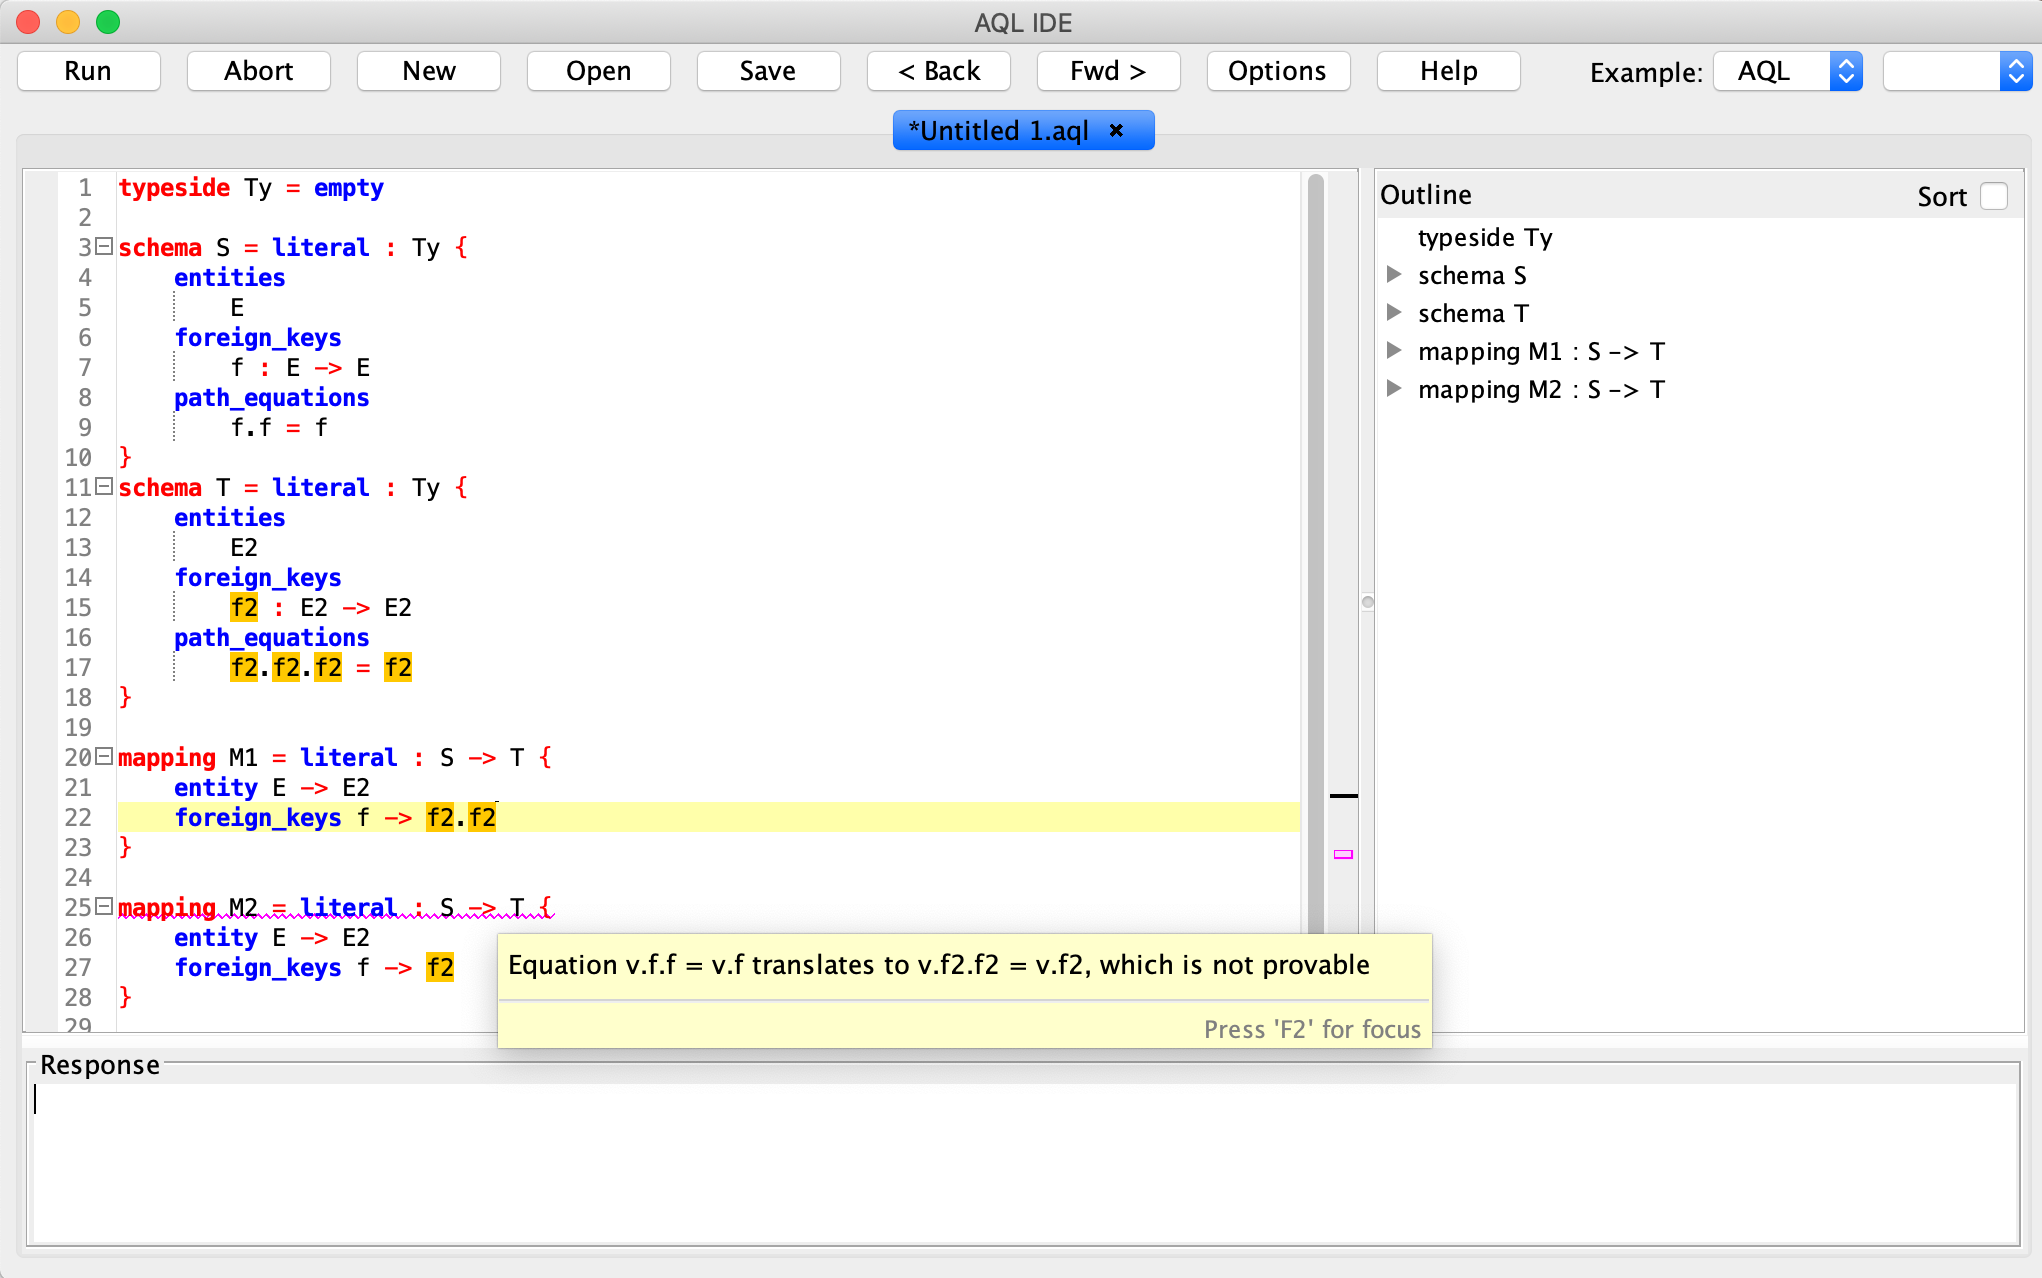 AQL IDE
Run Abort New Open Save < Back Fwd > Options Help Example: AQL
*Untitled 1.aql ×
1 typeside Ty = empty
2
3 schema S = literal : Ty {
4 entities
5 E
6 foreign_keys
7 f : E -> E
8 path_equations
9 f.f = f
10 }
11 schema T = literal : Ty {
12 entities
13 E2
14 foreign_keys
15 f2 : E2 -> E2
16 path_equations
17 f2.f2.f2 = f2
18 }
19
20 mapping M1 = literal : S -> T {
21 entity E -> E2
22 foreign_keys f -> f2.f2
23 }
24
25 mapping M2 = literal : S -> T {
26 entity E -> E2
27 foreign_keys f -> f2
28 }
29
Equation v.f.f = v.f translates to v.f2.f2 = v.f2, which is not provable
Press 'F2' for focus
Outline Sort
typeside Ty
schema S
schema T
mapping M1 : S -> T
mapping M2 : S -> T
Response